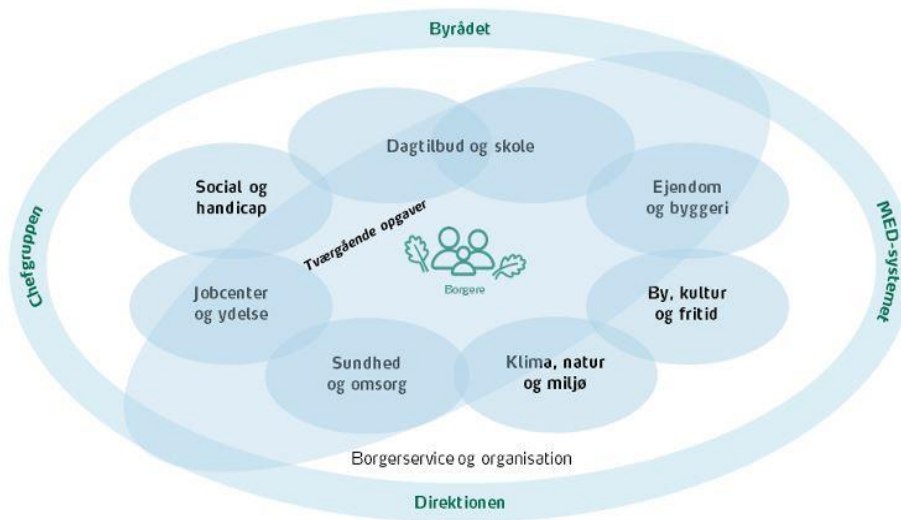 Byrådet
Dagtilbud og skole
Social og
handicap
Ejendom
og byggeri
Tværgående opgaver
Chefgruppen
MED-systemet
Borgere
Jobcenter
og ydelse
By, kultur
og fritid
Sundhed
og omsorg
Klima, natur
og miljø
Borgerservice og organisation
Direktionen